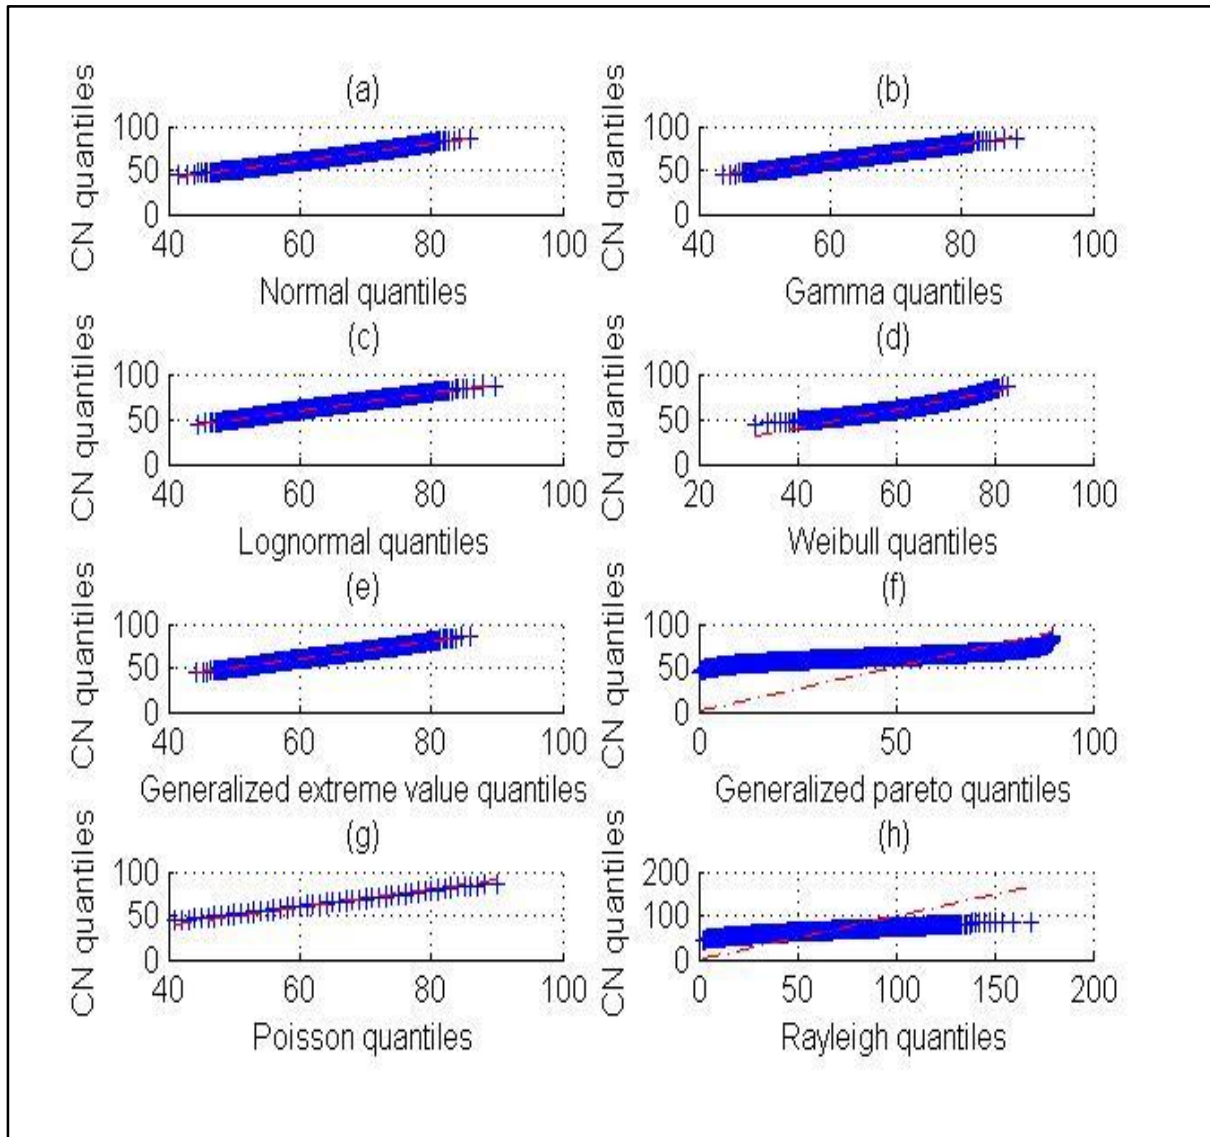 (a)
CN quantiles
100
50
0
40 60 80 100
Normal quantiles
(b)
CN quantiles
100
50
0
40 60 80 100
Gamma quantiles
(c)
CN quantiles
100
50
0
40 60 80 100
Lognormal quantiles
(d)
CN quantiles
100
50
0
20 40 60 80 100
Weibull quantiles
(e)
CN quantiles
100
50
0
40 60 80 100
Generalized extreme value quantiles
(f)
CN quantiles
100
50
0
0 50 100
Generalized pareto quantiles
(g)
CN quantiles
100
50
0
40 60 80 100
Poisson quantiles
(h)
CN quantiles
200
100
0
0 50 100 150 200
Rayleigh quantiles